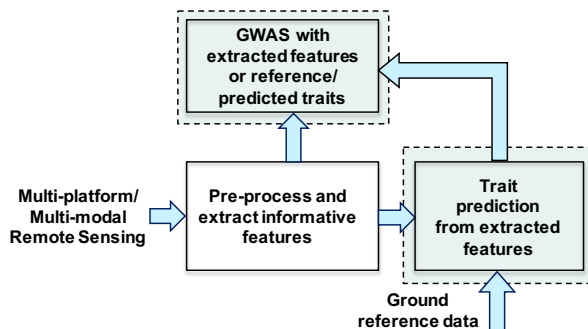 GWAS with
extracted features
or reference/
predicted traits
Multi-platform/
Multi-modal
Remote Sensing
Pre-process and
extract informative
features
Trait
prediction
from extracted
features
Ground
reference data